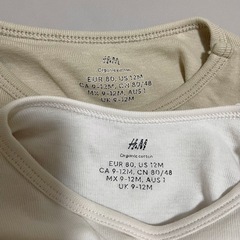 H&M
Organic cotton
EUR 80, US 12M
CA 9-12M, CN 80/48
MX 9-12M, AUS 1
UK 9-12M
H&M
Organic cotton
EUR 80, US 12M
CA 9-12M, CN 80/48
MX 9-12M, AUS 1
UK 9-12M